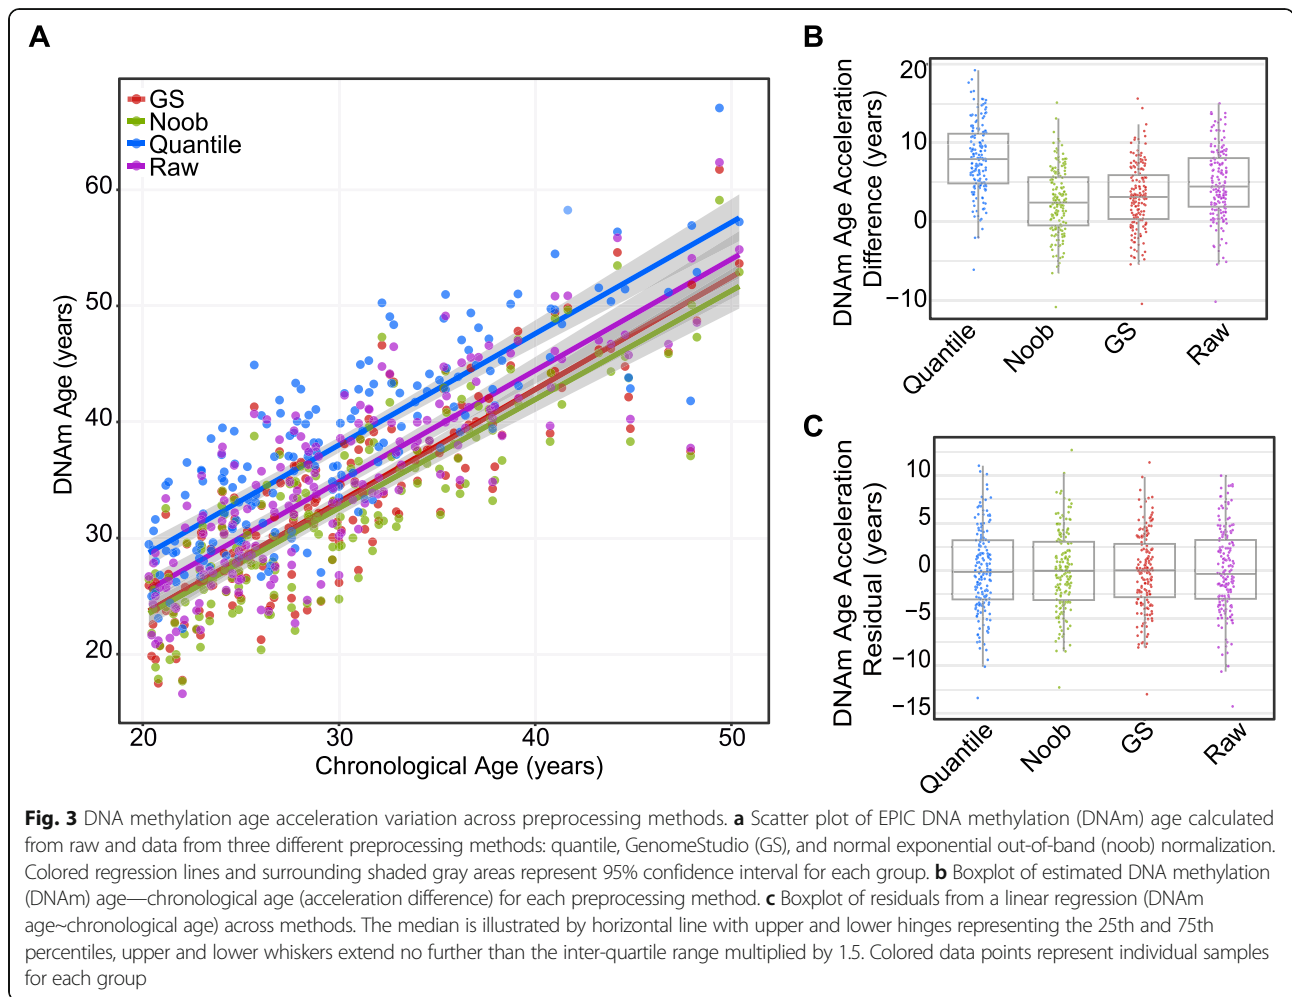 A
GS
Noob
Quantile
Raw
60
50
40
30
20
DNAm Age (years)
20
30
40
50
Chronological Age (years)
B
DNAm Age Acceleration
Difference (years)
20
10
0
−10
Quantile
Noob
GS
Raw
C
DNAm Age Acceleration
Residual (years)
10
5
0
−5
−10
−15
Quantile
Noob
GS
Raw
Fig. 3 DNA methylation age acceleration variation across preprocessing methods. a Scatter plot of EPIC DNA methylation (DNAm) age calculated
from raw and data from three different preprocessing methods: quantile, GenomeStudio (GS), and normal exponential out-of-band (noob) normalization.
Colored regression lines and surrounding shaded gray areas represent 95% confidence interval for each group. b Boxplot of estimated DNA methylation
(DNAm) age—chronological age (acceleration difference) for each preprocessing method. c Boxplot of residuals from a linear regression (DNAm
age~chronological age) across methods. The median is illustrated by horizontal line with upper and lower hinges representing the 25th and 75th
percentiles, upper and lower whiskers extend no further than the inter-quartile range multiplied by 1.5. Colored data points represent individual samples
for each group